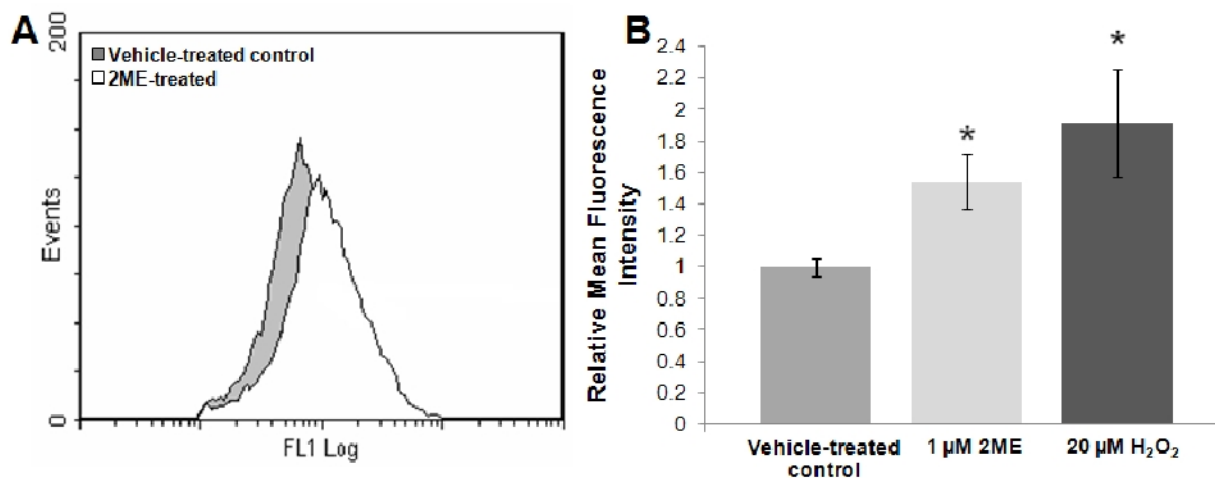 A
200
Vehicle-treated control
2ME-treated
Events
0
FL1 Log
B
Relative Mean Fluorescence
Intensity
2.4
2.2
2
1.8
1.6
1.4
1.2
1
0.8
0.6
0.4
0.2
0
*
*
Vehicle-treated
control
1 µM 2ME
20 µM H₂O₂